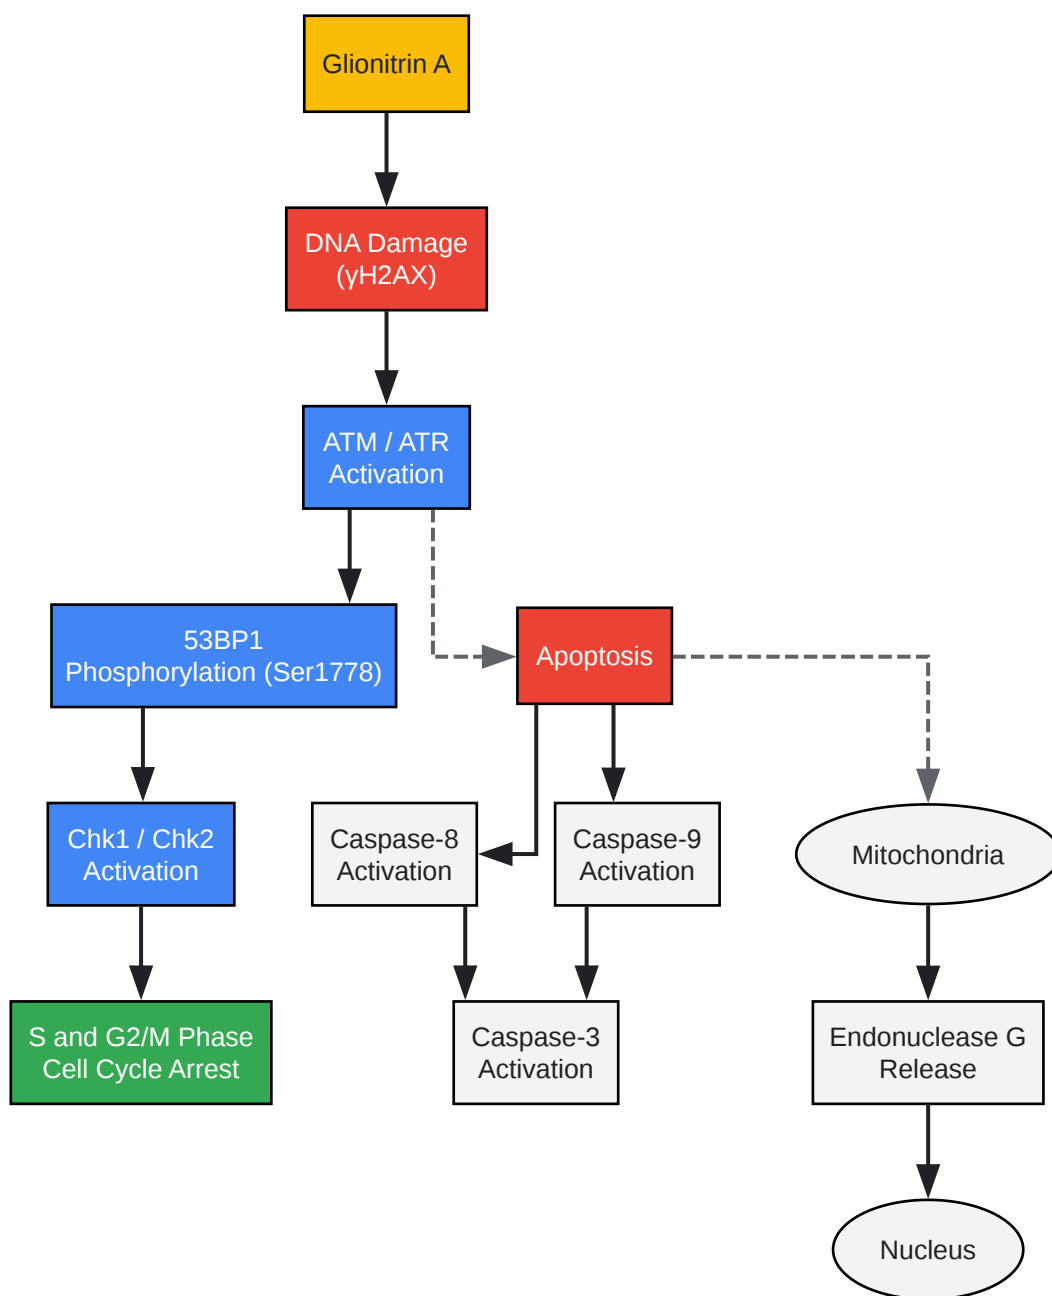 Glionitrin A
DNA Damage
(γH2AX)
ATM / ATR
Activation
53BP1
Phosphorylation (Ser1778)
Apoptosis
Chk1 / Chk2
Activation
Caspase-8
Activation
Caspase-9
Activation
Mitochondria
S and G2/M Phase
Cell Cycle Arrest
Caspase-3
Activation
Endonuclease G
Release
Nucleus